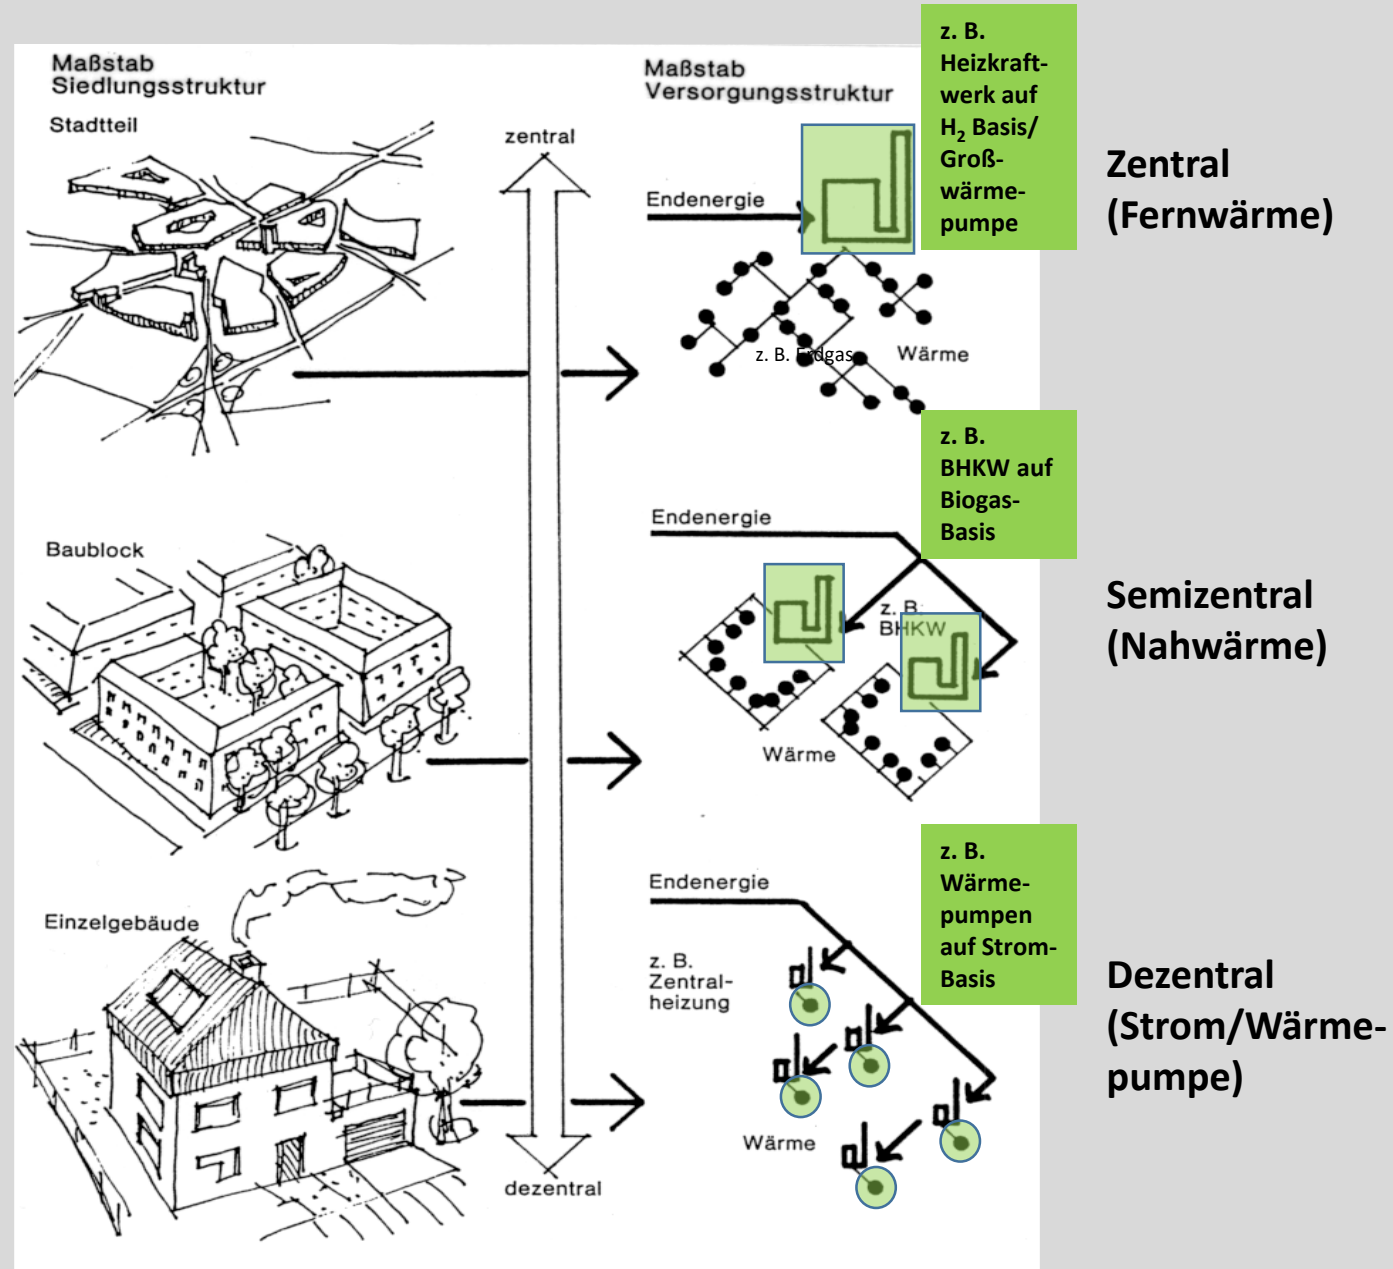 Maßstab
Siedlungsstruktur
Stadtteil
zentral
Maßstab
Versorgungsstruktur
Endenergie
z. B.
Heizkraft-
werk auf
H₂ Basis/
Groß-
wärme-
pumpe
Zentral
(Fernwärme)
z. B. Erdgas
Wärme
Baublock
Endenergie
z. B.
BHKW auf
Biogas-
Basis
z. B.
BHKW
Wärme
Semizentral
(Nahwärme)
Einzelgebäude
Endenergie
z. B.
Zentral-
heizung
z. B.
Wärme-
pumpen
auf Strom-
Basis
Wärme
Dezentral
(Strom/Wärme-
pumpe)
dezentral